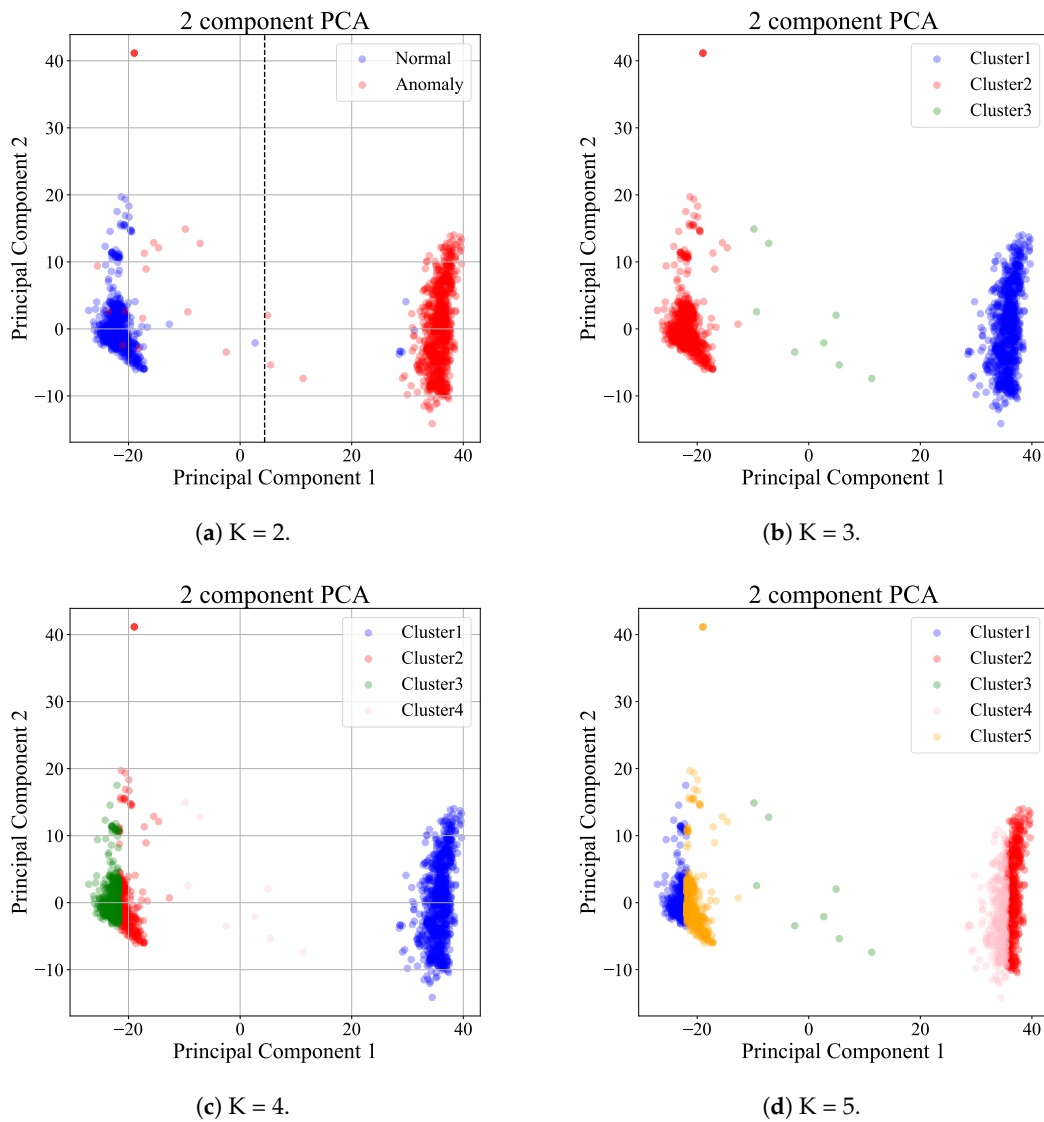 2 component PCA
Normal
Anomaly
40
30
20
10
0
−10
Principal Component 2
−20
0
20
40
Principal Component 1
(a) K = 2.
2 component PCA
Cluster1
Cluster2
Cluster3
40
30
20
10
0
−10
Principal Component 2
−20
0
20
40
Principal Component 1
(b) K = 3.
2 component PCA
Cluster1
Cluster2
Cluster3
Cluster4
40
30
20
10
0
−10
Principal Component 2
−20
0
20
40
Principal Component 1
(c) K = 4.
2 component PCA
Cluster1
Cluster2
Cluster3
Cluster4
Cluster5
40
30
20
10
0
−10
Principal Component 2
−20
0
20
40
Principal Component 1
(d) K = 5.